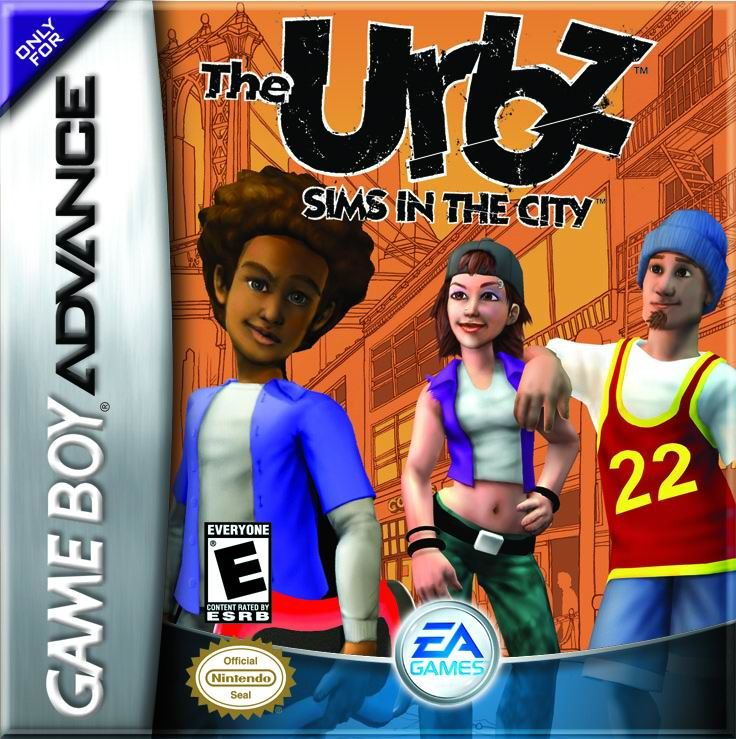 ONLY
FOR
GAME BOY ADVANCE
®
The Urbz ™
SIMS IN THE CITY ™
22
EVERYONE
E
®
CONTENT RATED BY
ESRB
Official
Nintendo
Seal
EA
GAMES™